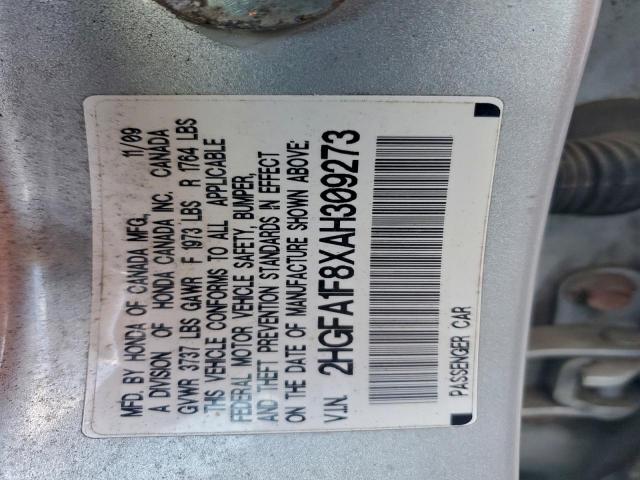 MFD. BY HONDA OF CANADA MFG., 11/09
A DIVISION OF HONDA CANADA INC. CANADA
GVWR 3737 LBS GAWR F 1973 LBS R 1764 LBS
THIS VEHICLE CONFORMS TO ALL APPLICABLE
FEDERAL MOTOR VEHICLE SAFETY, BUMPER,
AND THEFT PREVENTION STANDARDS IN EFFECT
ON THE DATE OF MANUFACTURE SHOWN ABOVE.
V.I.N. 2HGFA1F8XAH309273
PASSENGER CAR